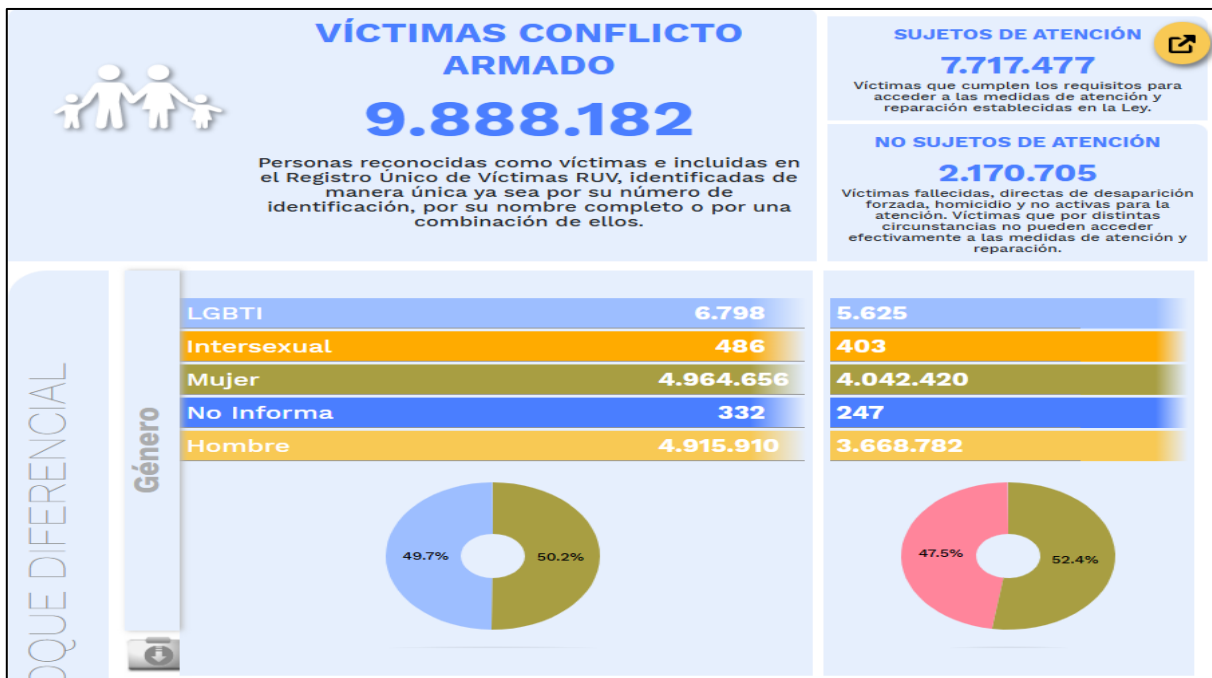 VÍCTIMAS CONFLICTO
ARMADO
9.888.182
Personas reconocidas como víctimas e incluidas en
el Registro Único de Víctimas RUV, identificadas de
manera única ya sea por su número de
identificación, por su nombre completo o por una
combinación de ellos.
SUJETOS DE ATENCIÓN
7.717.477
Víctimas que cumplen los requisitos para
acceder a las medidas de atención y
reparación establecidas en la Ley.
NO SUJETOS DE ATENCIÓN
2.170.705
Víctimas fallecidas, directas de desaparición
forzada, homicidio y no activas para la
atención. Víctimas que por distintas
circunstancias no pueden acceder
efectivamente a las medidas de atención y
reparación.
OQUE DIFERENCIAL
Género
LGBTI 6.798 5.625
Intersexual 486 403
Mujer 4.964.656 4.042.420
No Informa 332 247
Hombre 4.915.910 3.668.782
49.7% 50.2%
47.5% 52.4%